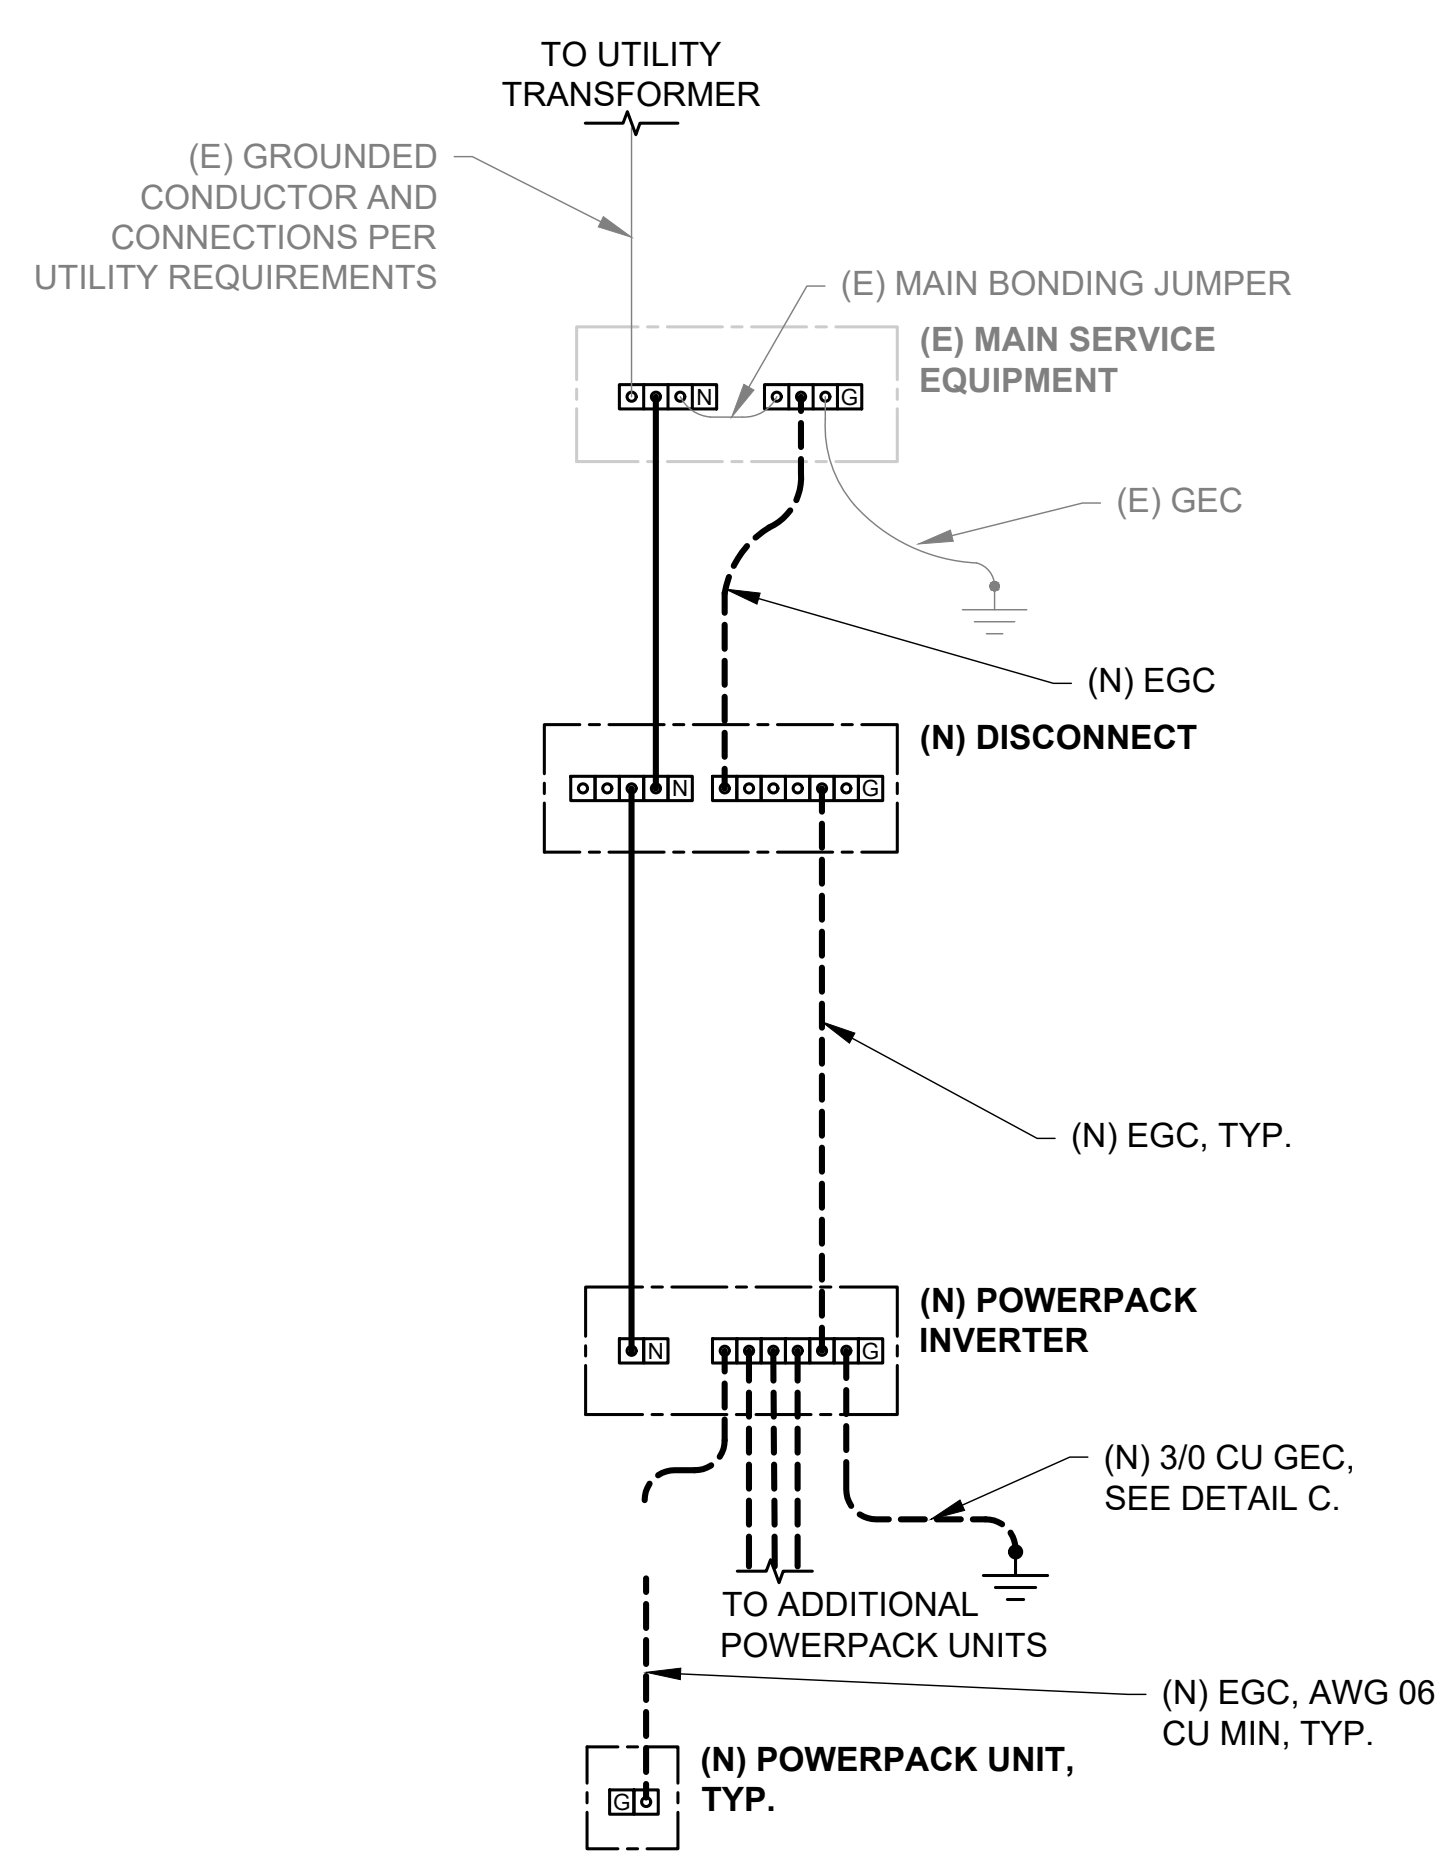 TO UTILITY
TRANSFORMER
(E) GROUNDED
CONDUCTOR AND
CONNECTIONS PER
UTILITY REQUIREMENTS
(E) MAIN BONDING JUMPER
(E) MAIN SERVICE
EQUIPMENT
N
G
(E) GEC
(N) EGC
(N) DISCONNECT
N
G
(N) EGC, TYP.
(N) POWERPACK
INVERTER
N
G
(N) 3/0 CU GEC,
SEE DETAIL C.
TO ADDITIONAL
POWERPACK UNITS
(N) EGC, AWG 06
CU MIN, TYP.
(N) POWERPACK UNIT,
TYP.
G